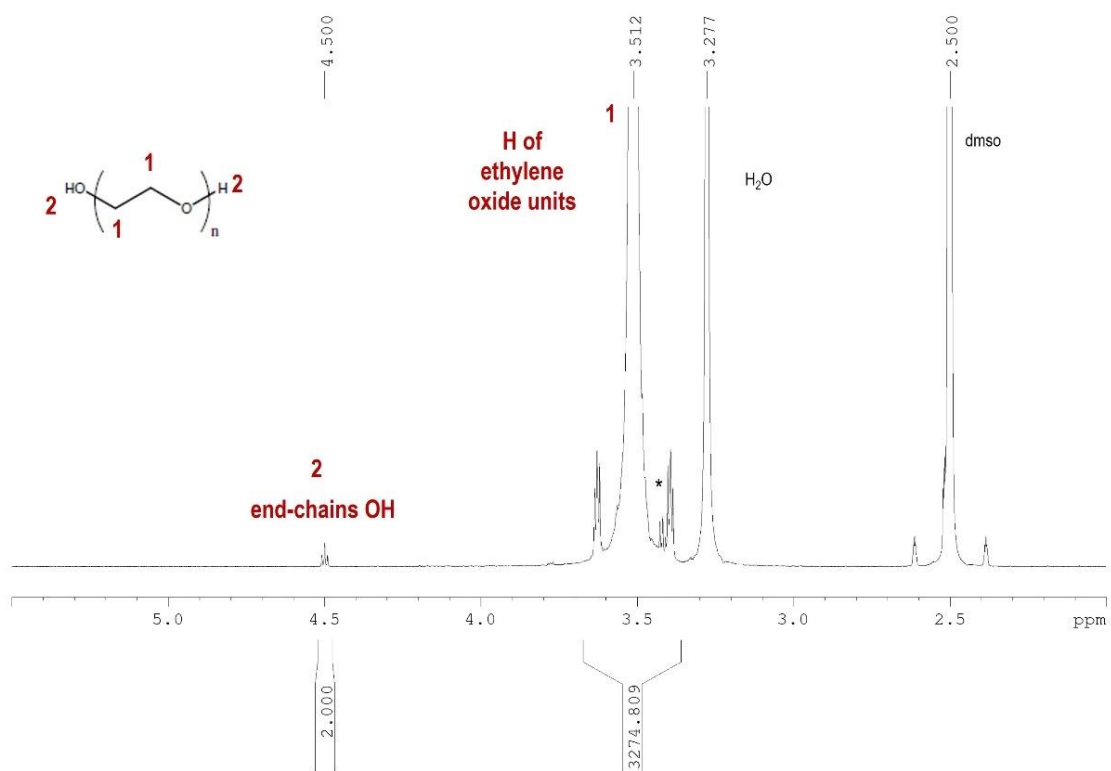 4.500
3.512
3.277
2.500
1
H of
ethylene
oxide units
dmso
H₂O
1
HO
H 2
2
O
1
n
*
2
end-chains OH
5.0 4.5 4.0 3.5 3.0 2.5 ppm
2.000
3274.809